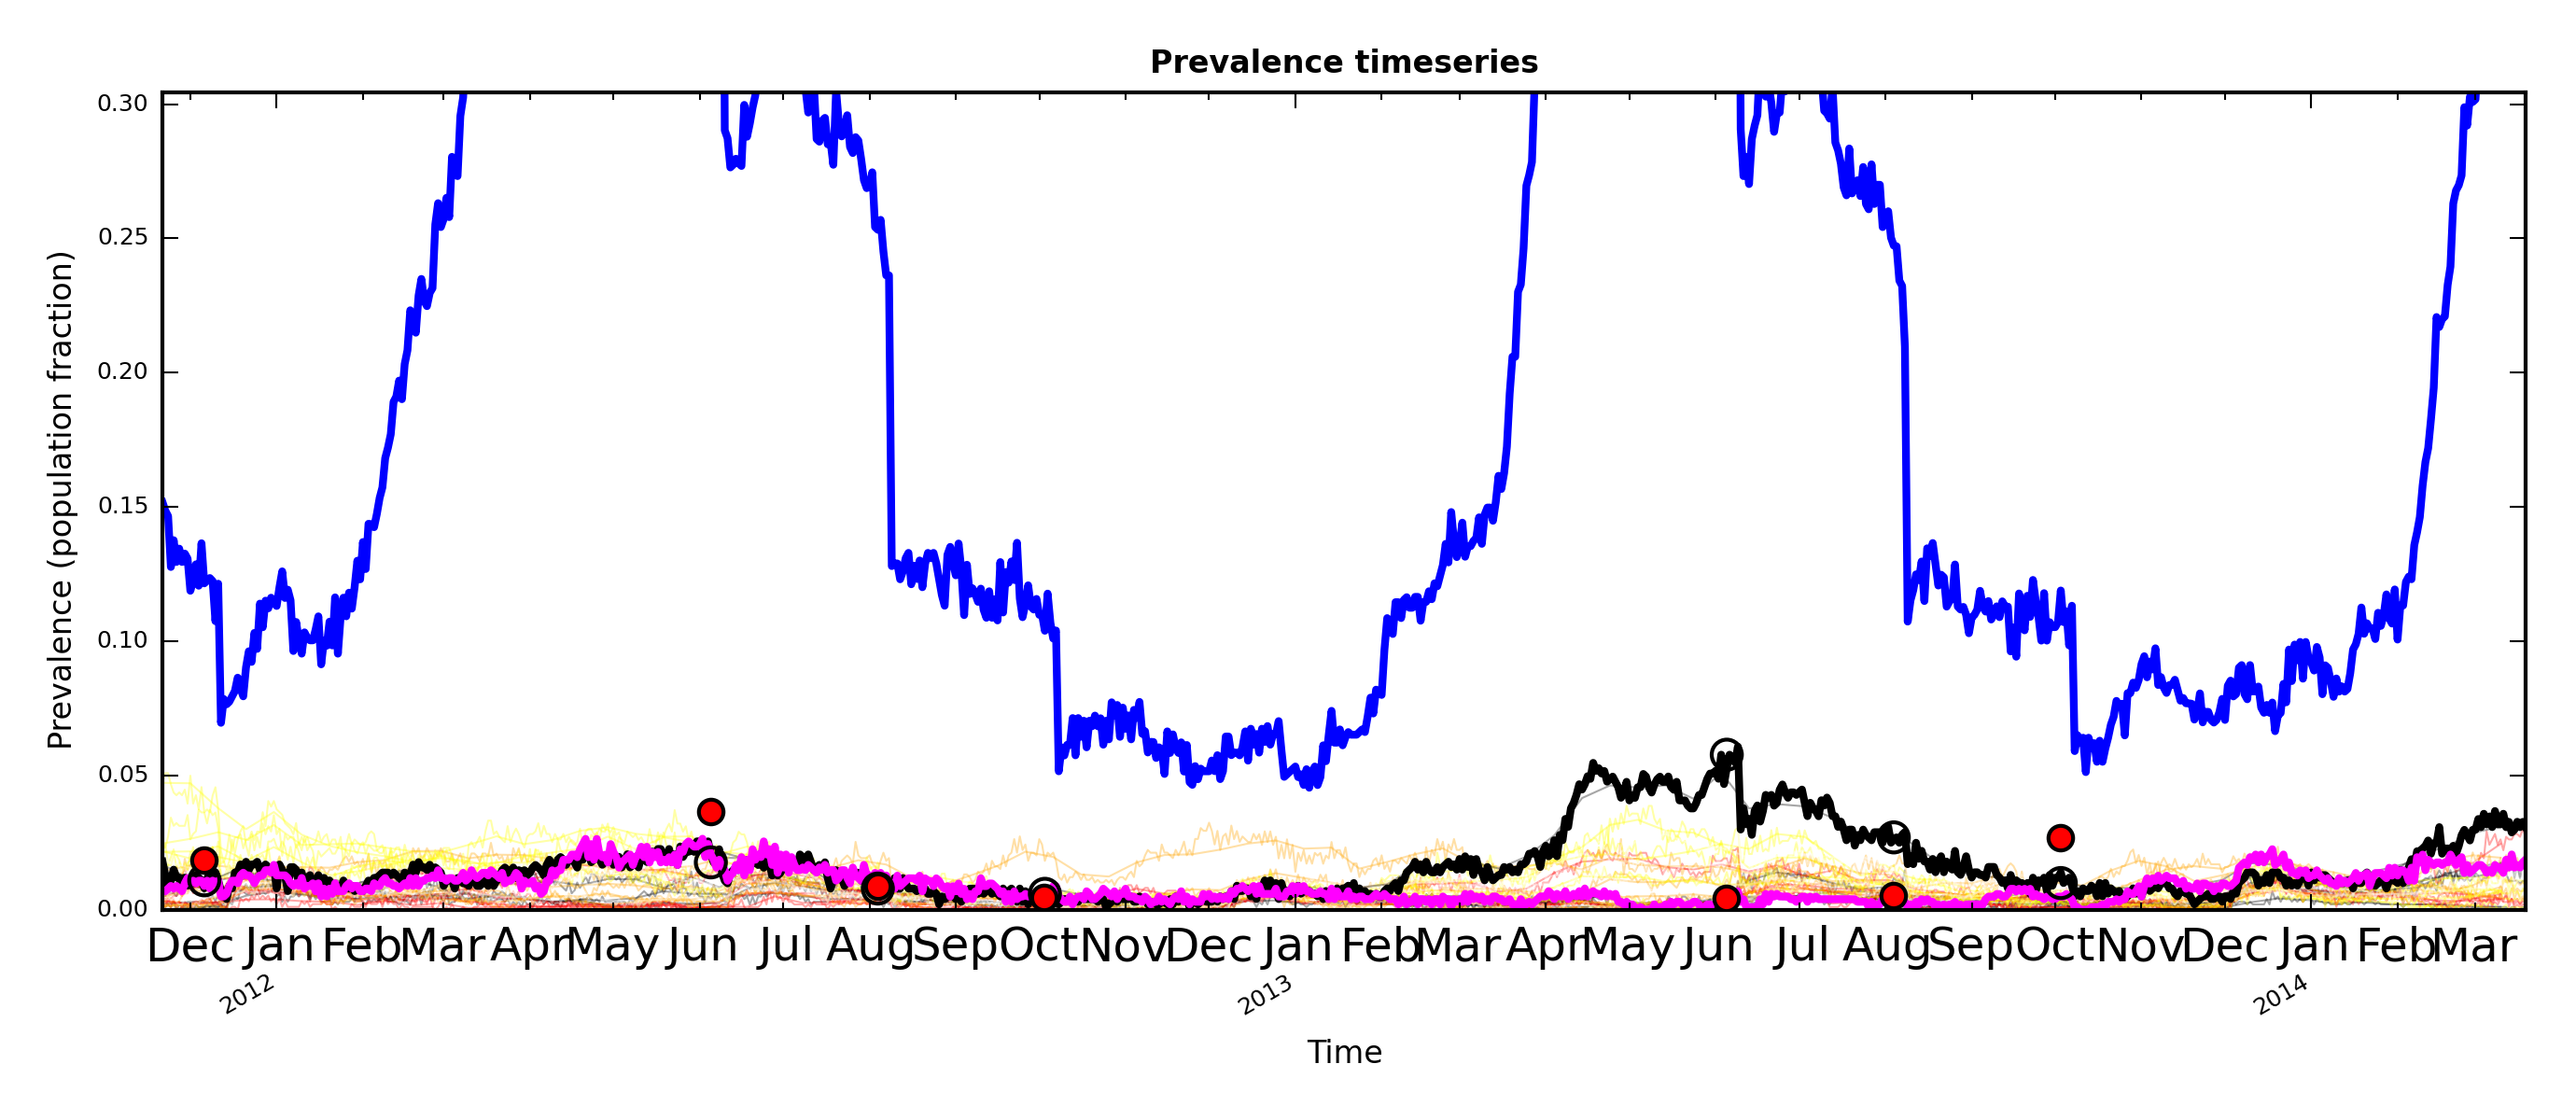 Prevalence timeseries
0.30
0.25
0.20
0.15
0.10
0.05
0.00
Prevalence (population fraction)
Dec Jan Feb Mar Apr May Jun Jul Aug Sep Oct Nov Dec Jan Feb Mar Apr May Jun Jul Aug Sep Oct Nov Dec Jan Feb Mar
2012 2013 2014
Time